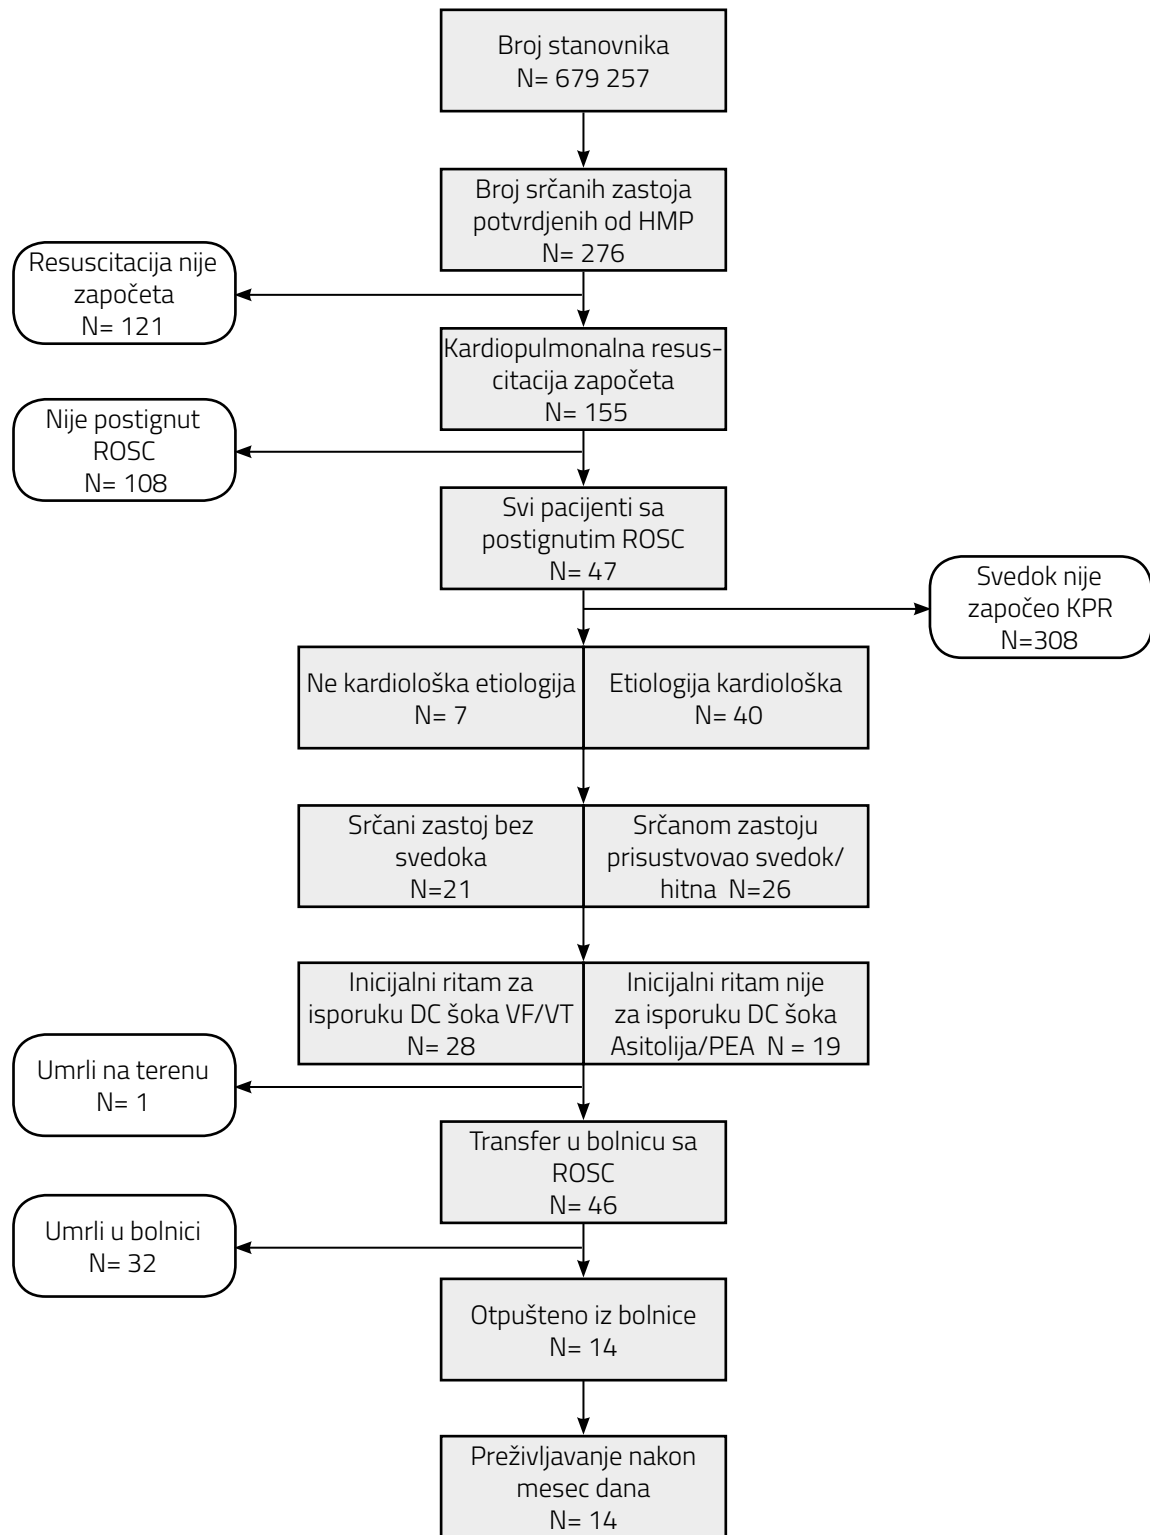 Broj stanovnika
N= 679 257
Broj srčanih zastoja
potvrdjenih od HMP
N= 276
Resuscitacija nije
započeta
N= 121
Kardiopulmonalna resus-
citacija započeta
N= 155
Nije postignut
ROSC
N= 108
Svi pacijenti sa
postignutim ROSC
N= 47
Svedok nije
započeo KPR
N=308
Ne kardiološka etiologija
N= 7
Etiologija kardiološka
N= 40
Srčani zastoj bez
svedoka
N=21
Srčanom zastoju
prisustvovao svedok/
hitna N=26
Inicijalni ritam za
isporuku DC šoka VF/VT
N= 28
Inicijalni ritam nije
za isporuku DC šoka
Asitolija/PEA N = 19
Umrli na terenu
N= 1
Transfer u bolnicu sa
ROSC
N= 46
Umrli u bolnici
N= 32
Otpušteno iz bolnice
N= 14
Preživljavanje nakon
mesec dana
N= 14